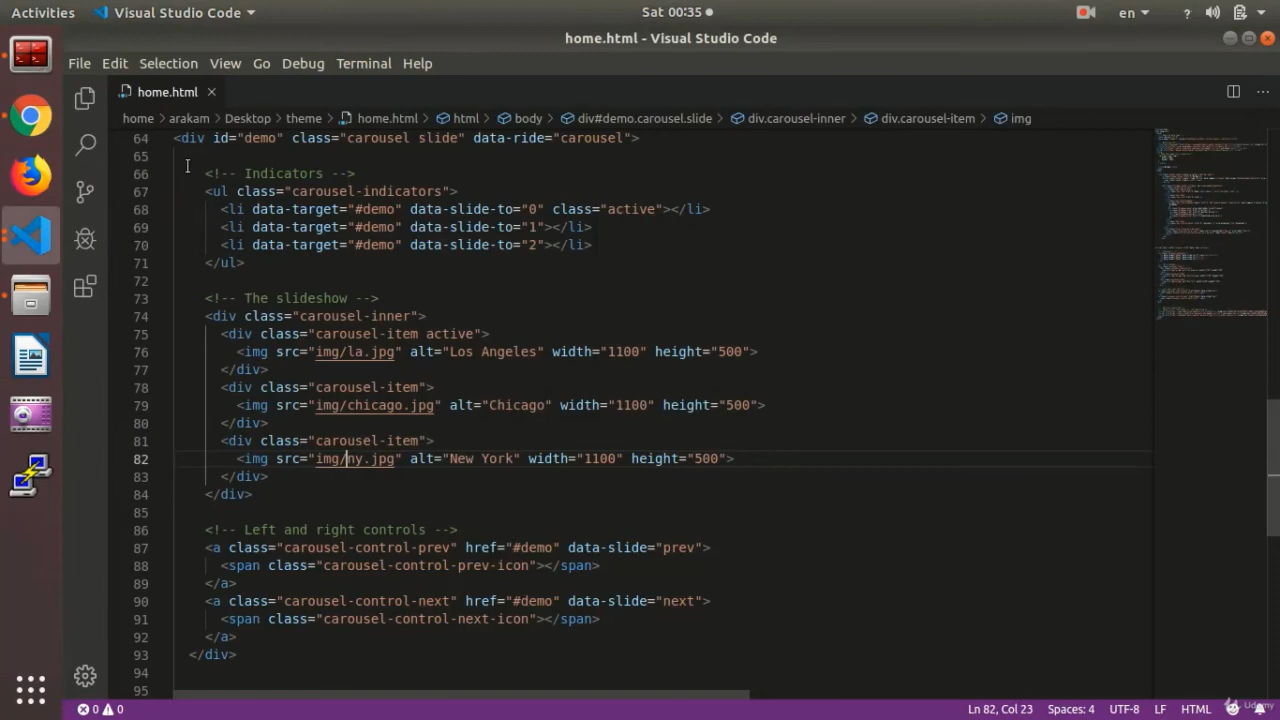 Activities Visual Studio Code Sat 00:35 en ?
home.html - Visual Studio Code
File Edit Selection View Go Debug Terminal Help
home.html
home arakam Desktop theme home.html html body div#demo.carousel.slide div.carousel-inner div.carousel-item img
64 <div id="demo" class="carousel slide" data-ride="carousel">
65
66 <!-- Indicators -->
67 <ul class="carousel-indicators">
68 <li data-target="#demo" data-slide-to="0" class="active"></li>
69 <li data-target="#demo" data-slide-to="1"></li>
70 <li data-target="#demo" data-slide-to="2"></li>
71 </ul>
72
73 <!-- The slideshow -->
74 <div class="carousel-inner">
75 <div class="carousel-item active">
76 <img src="img/la.jpg" alt="Los Angeles" width="1100" height="500">
77 </div>
78 <div class="carousel-item">
79 <img src="img/chicago.jpg" alt="Chicago" width="1100" height="500">
80 </div>
81 <div class="carousel-item">
82 <img src="img/ny.jpg" alt="New York" width="1100" height="500">
83 </div>
84 </div>
85
86 <!-- Left and right controls -->
87 <a class="carousel-control-prev" href="#demo" data-slide="prev">
88 <span class="carousel-control-prev-icon"></span>
89 </a>
90 <a class="carousel-control-next" href="#demo" data-slide="next">
91 <span class="carousel-control-next-icon"></span>
92 </a>
93 </div>
94
95
0 0 Ln 82, Col 23 Spaces: 4 UTF-8 LF HTML
Udemy